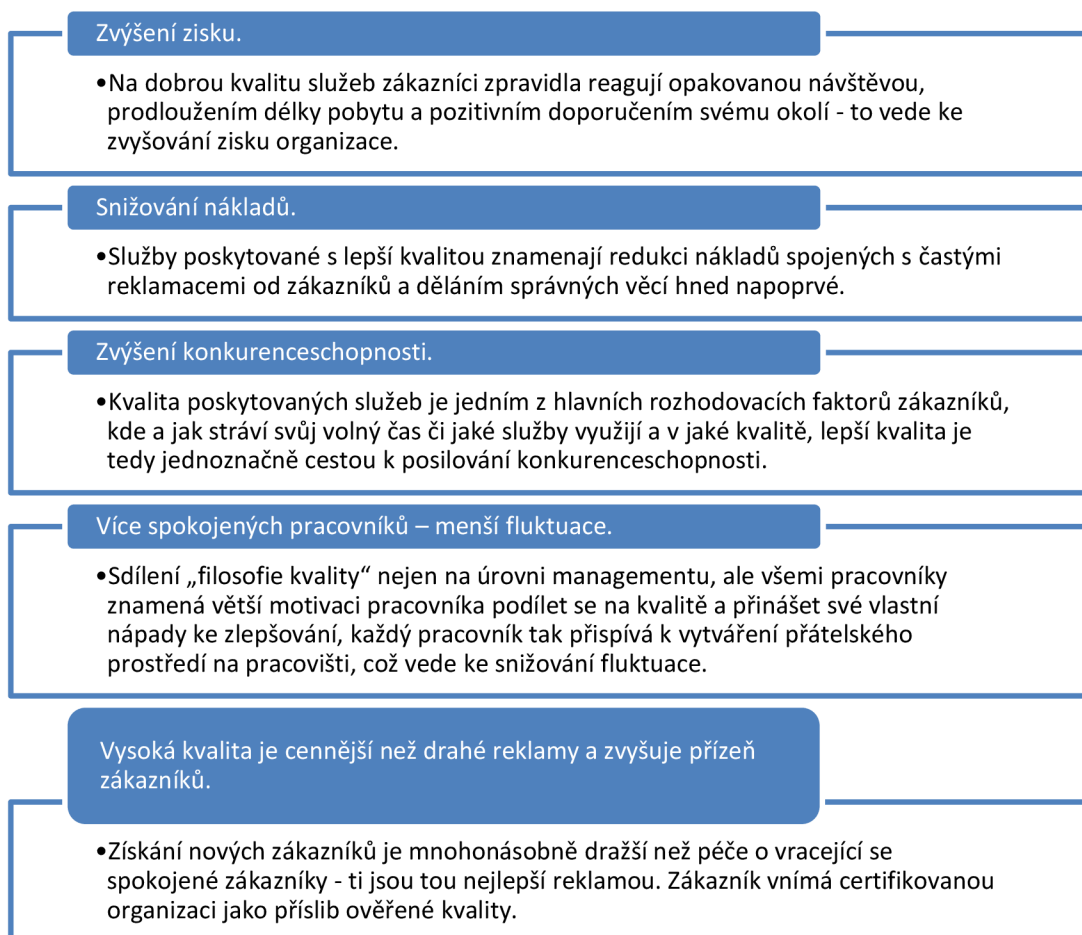 Zvýšení zisku.
•Na dobrou kvalitu služeb zákazníci zpravidla reagují opakovanou návštěvou,
prodloužením délky pobytu a pozitivním doporučením svému okolí - to vede ke
zvyšování zisku organizace.
Snižování nákladů.
•Služby poskytované s lepší kvalitou znamenají redukci nákladů spojených s častými
reklamacemi od zákazníků a děláním správných věcí hned napoprvé.
Zvýšení konkurenceschopnosti.
•Kvalita poskytovaných služeb je jedním z hlavních rozhodovacích faktorů zákazníků,
kde a jak stráví svůj volný čas či jaké služby využijí a v jaké kvalitě, lepší kvalita je
tedy jednoznačně cestou k posilování konkurenceschopnosti.
Více spokojených pracovníků – menší fluktuace.
•Sdílení „filosofie kvality“ nejen na úrovni managementu, ale všemi pracovníky
znamená větší motivaci pracovníka podílet se na kvalitě a přinášet své vlastní
nápady ke zlepšování, každý pracovník tak přispívá k vytváření přátelského
prostředí na pracovišti, což vede ke snižování fluktuace.
Vysoká kvalita je cennější než drahé reklamy a zvyšuje přízeň
zákazníků.
•Získání nových zákazníků je mnohonásobně dražší než péče o vracející se
spokojené zákazníky - ti jsou tou nejlepší reklamou. Zákazník vnímá certifikovanou
organizaci jako příslib ověřené kvality.